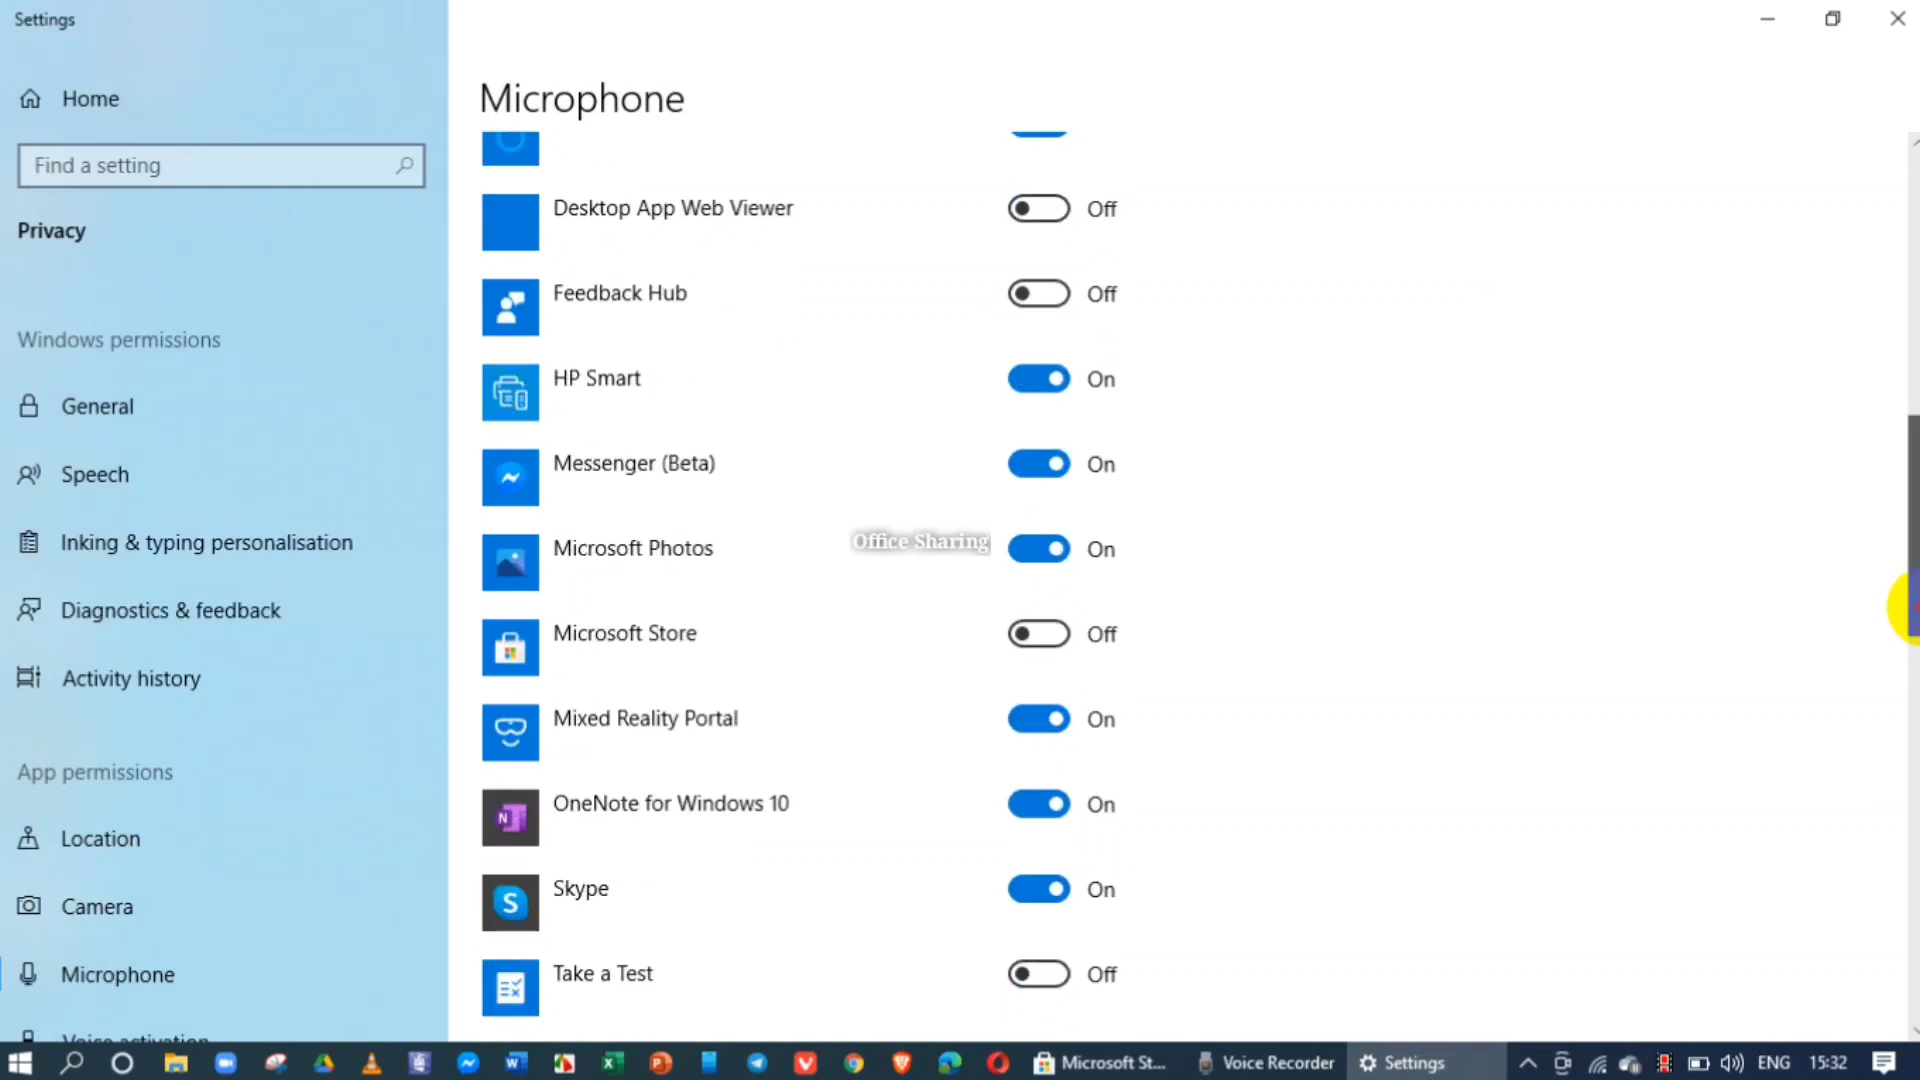 Settings
Home
Find a setting
Privacy
Windows permissions
General
Speech
Inking & typing personalisation
Diagnostics & feedback
Activity history
App permissions
Location
Camera
Microphone
Voice activation
Microphone
Desktop App Web Viewer Off
Feedback Hub Off
HP Smart On
Messenger (Beta) On
Microsoft Photos On
Office Sharing
Microsoft Store Off
Mixed Reality Portal On
OneNote for Windows 10 On
Skype On
Take a Test Off
Microsoft St... Voice Recorder Settings ENG 15:32